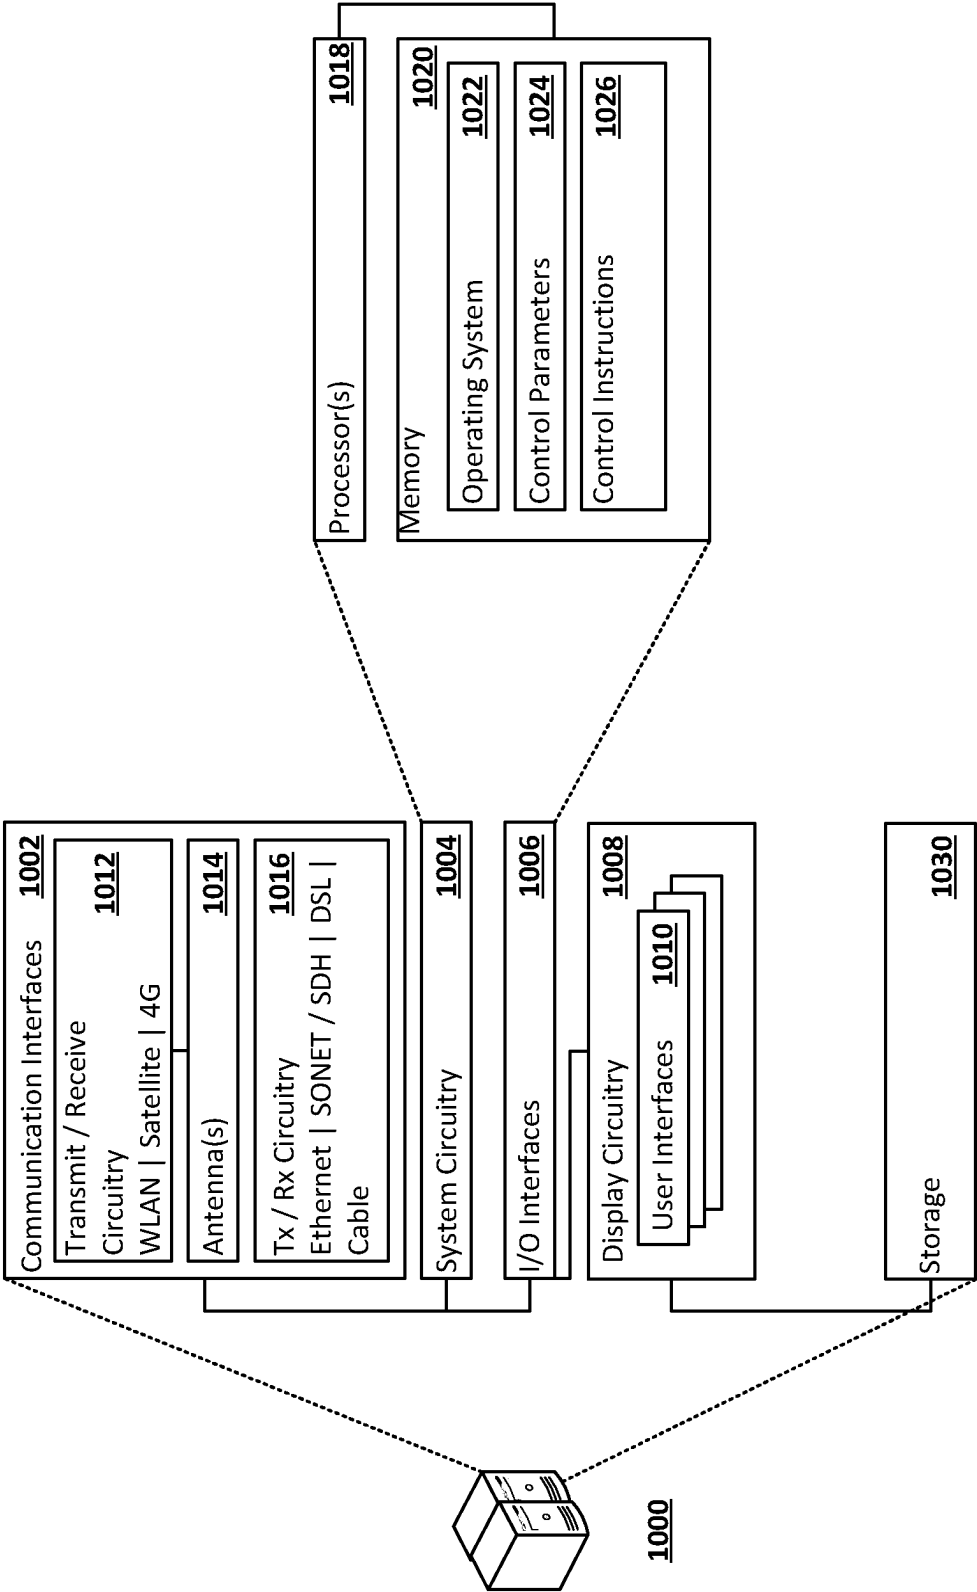 1000
Communication Interfaces 1002
Transmit / Receive
Circuitry 1012
WLAN | Satellite | 4G
Antenna(s) 1014
Tx / Rx Circuitry 1016
Ethernet | SONET / SDH | DSL |
Cable
System Circuitry 1004
I/O Interfaces 1006
Display Circuitry 1008
User Interfaces 1010
Storage 1030
Processor(s) 1018
Memory 1020
Operating System 1022
Control Parameters 1024
Control Instructions 1026